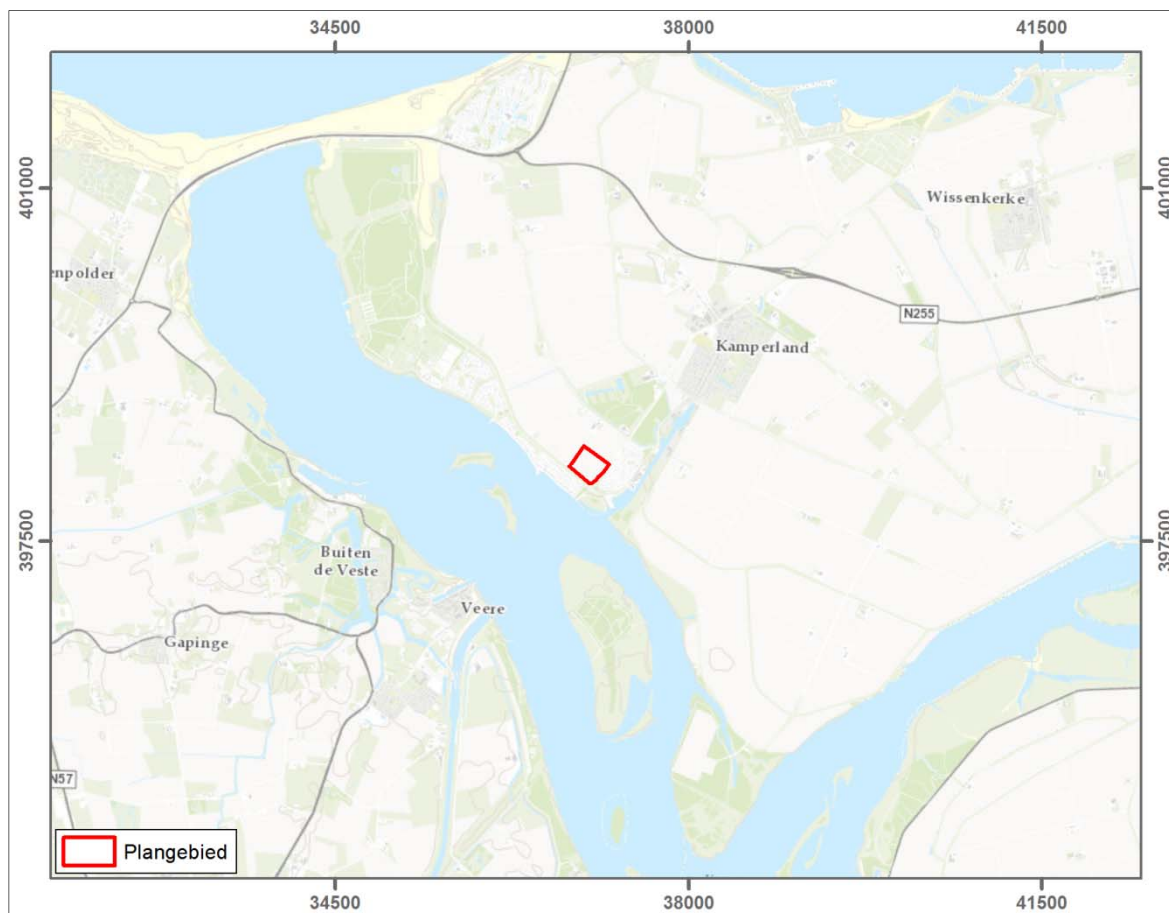 34500 38000 41500
401000
401000
Wissenkerke
enpolder
N255
Kamperland
397500
397500
Buiten
de Veste
Veere
Gapinge
N57
Plangebied
34500 38000 41500